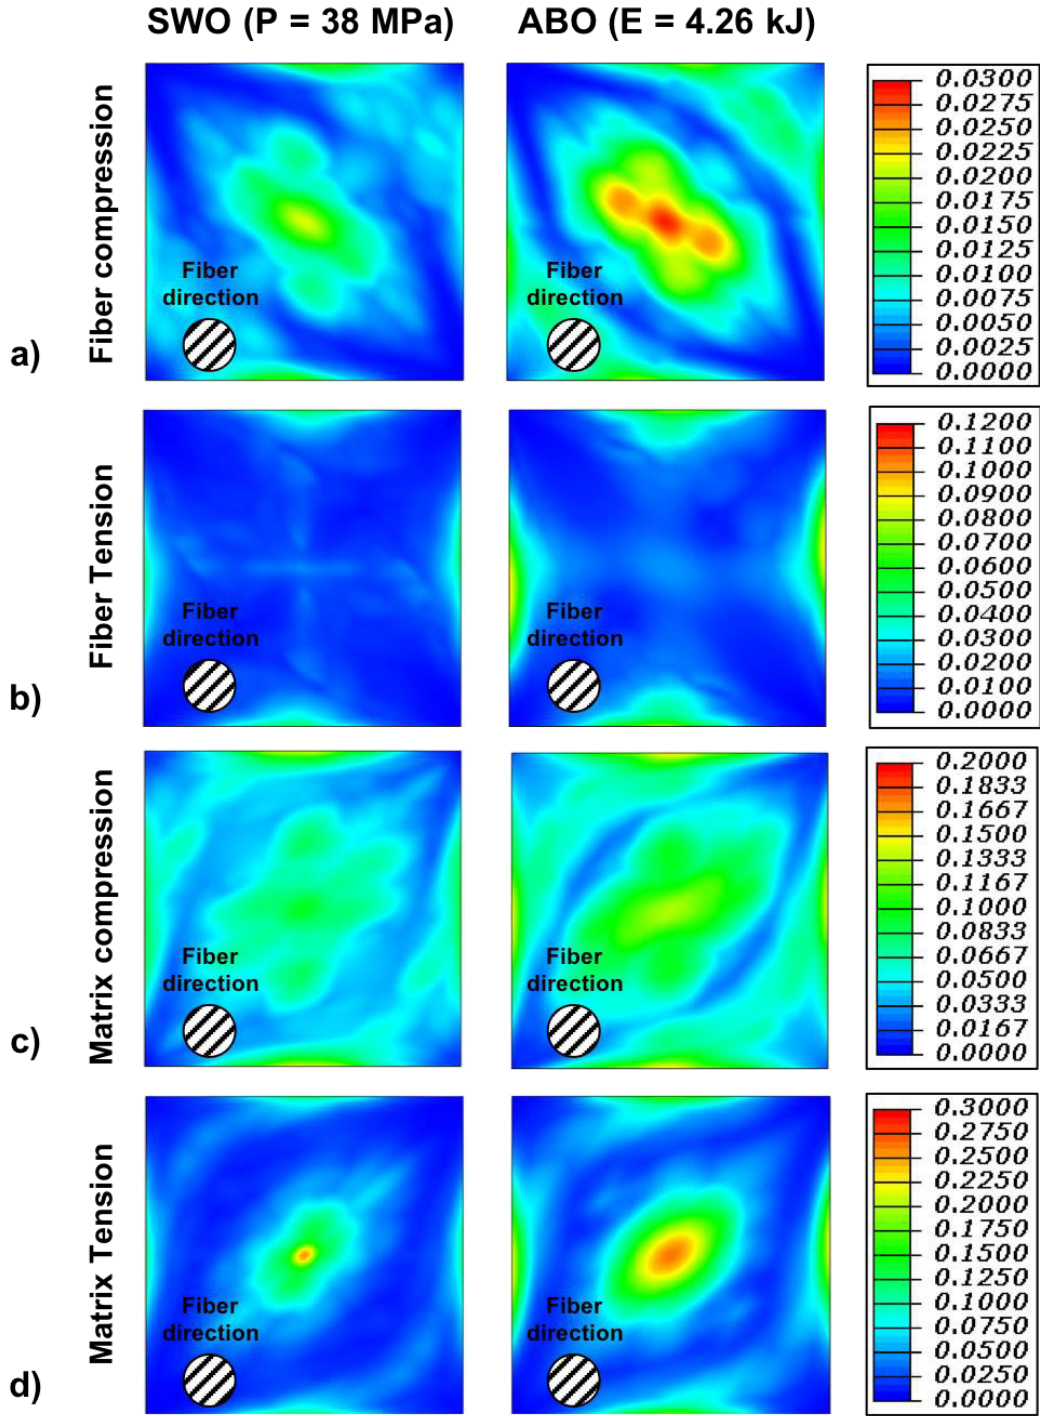 SWO (P = 38 MPa)
ABO (E = 4.26 kJ)
a)
Fiber compression
Fiber
direction
Fiber
direction
0.0300
0.0275
0.0250
0.0225
0.0200
0.0175
0.0150
0.0125
0.0100
0.0075
0.0050
0.0025
0.0000
b)
Fiber Tension
Fiber
direction
Fiber
direction
0.1200
0.1100
0.1000
0.0900
0.0800
0.0700
0.0600
0.0500
0.0400
0.0300
0.0200
0.0100
0.0000
c)
Matrix compression
Fiber
direction
Fiber
direction
0.2000
0.1833
0.1667
0.1500
0.1333
0.1167
0.1000
0.0833
0.0667
0.0500
0.0333
0.0167
0.0000
d)
Matrix Tension
Fiber
direction
Fiber
direction
0.3000
0.2750
0.2500
0.2250
0.2000
0.1750
0.1500
0.1250
0.1000
0.0750
0.0500
0.0250
0.0000